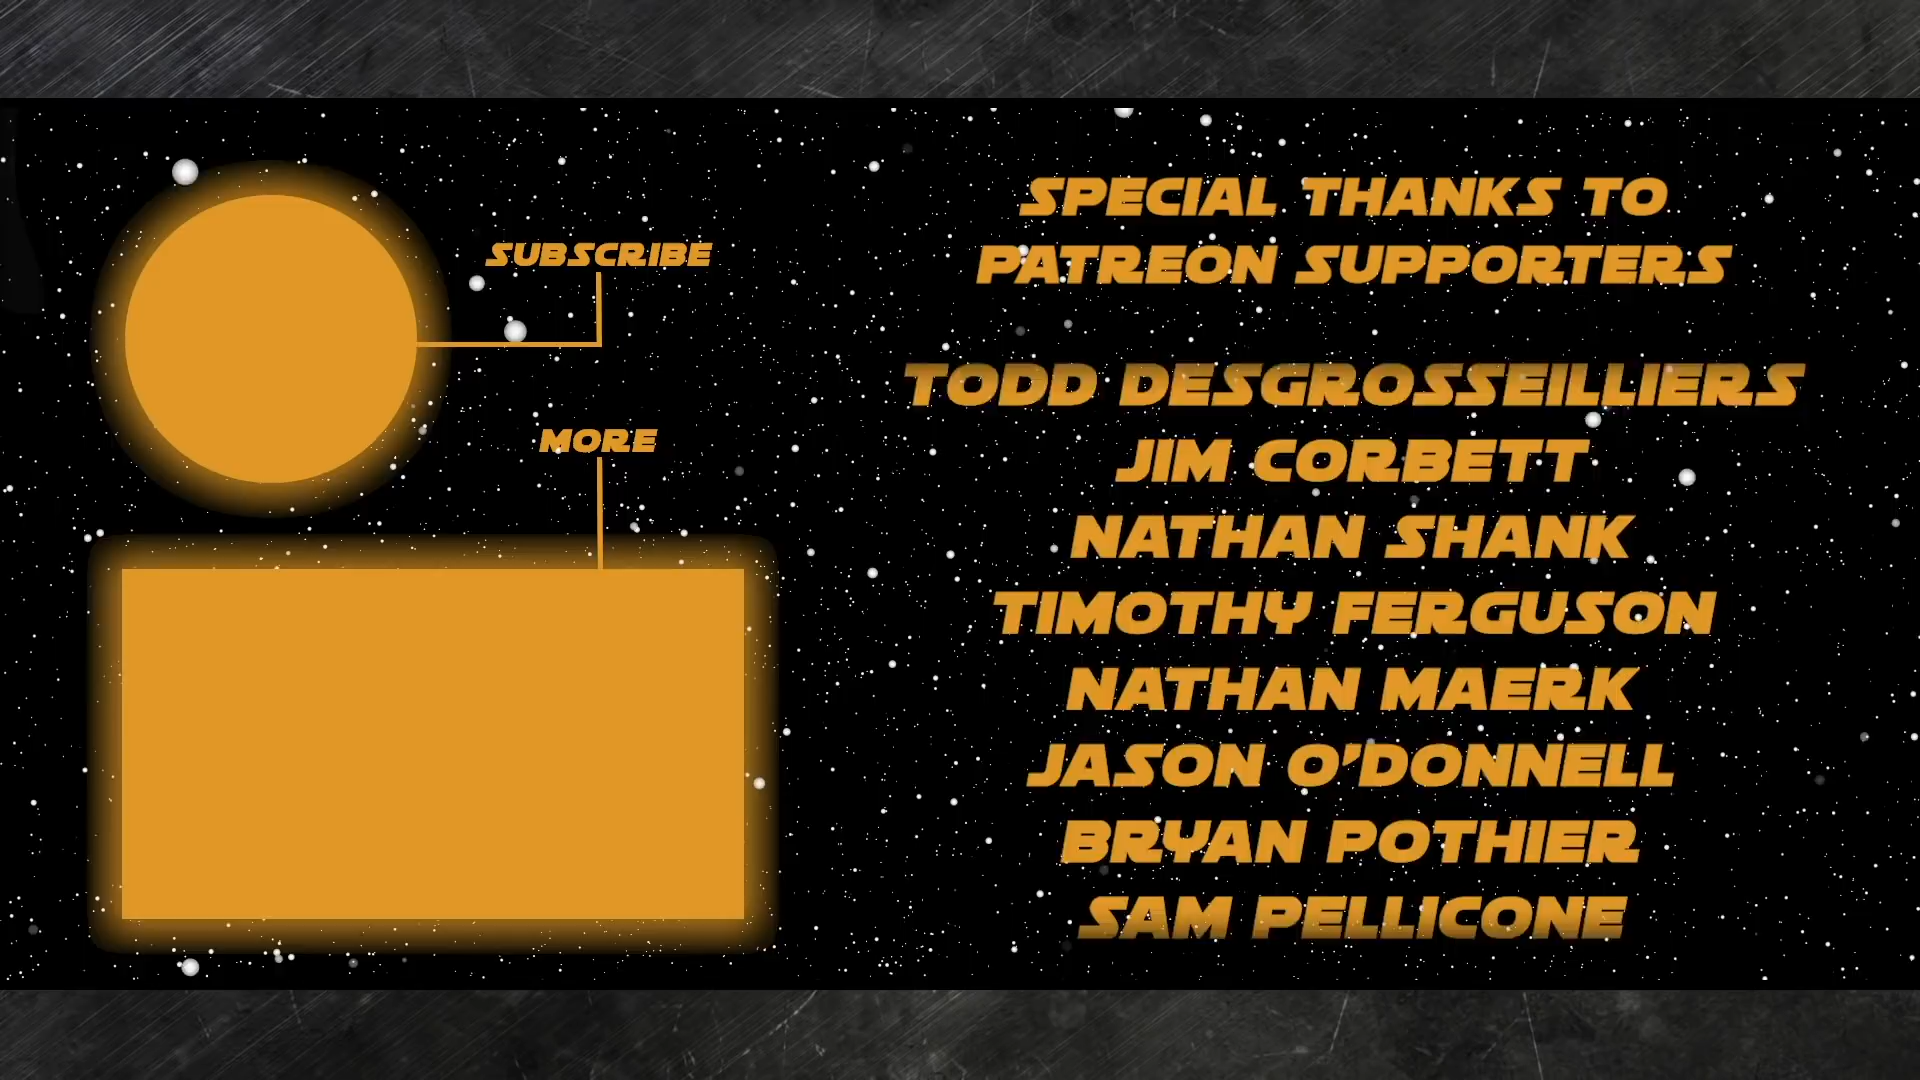 SUBSCRIBE
MORE
SPECIAL THANKS TO
PATREON SUPPORTERS
TODD DESGROSSEILLIERS
JIM CORBETT
NATHAN SHANK
TIMOTHY FERGUSON
NATHAN MAERK
JASON O'DONNELL
BRYAN POTHIER
SAM PELLICONE